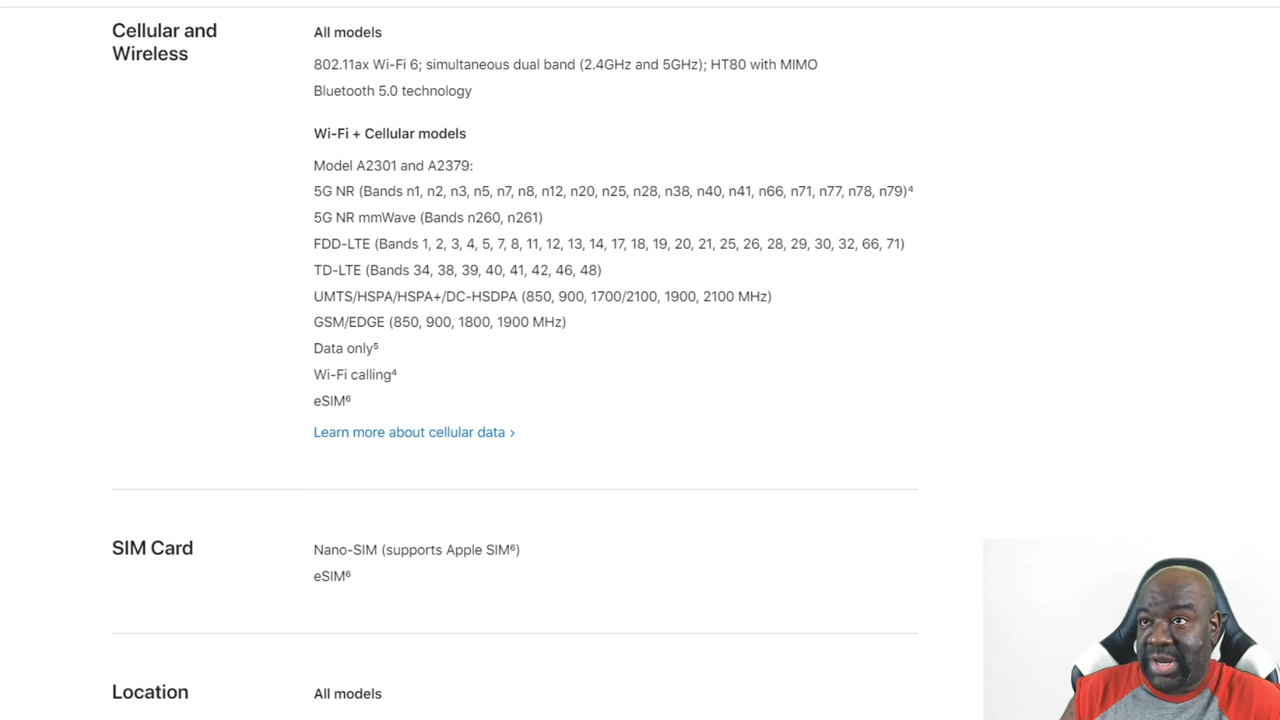 Cellular and
Wireless
All models
802.11ax Wi-Fi 6; simultaneous dual band (2.4GHz and 5GHz); HT80 with MIMO
Bluetooth 5.0 technology
Wi-Fi + Cellular models
Model A2301 and A2379:
5G NR (Bands n1, n2, n3, n5, n7, n8, n12, n20, n25, n28, n38, n40, n41, n66, n71, n77, n78, n79)⁴
5G NR mmWave (Bands n260, n261)
FDD-LTE (Bands 1, 2, 3, 4, 5, 7, 8, 11, 12, 13, 14, 17, 18, 19, 20, 21, 25, 26, 28, 29, 30, 32, 66, 71)
TD-LTE (Bands 34, 38, 39, 40, 41, 42, 46, 48)
UMTS/HSPA/HSPA+/DC-HSDPA (850, 900, 1700/2100, 1900, 2100 MHz)
GSM/EDGE (850, 900, 1800, 1900 MHz)
Data only⁵
Wi-Fi calling⁴
eSIM⁶
Learn more about cellular data >
SIM Card
Nano-SIM (supports Apple SIM⁶)
eSIM⁶
Location
All models